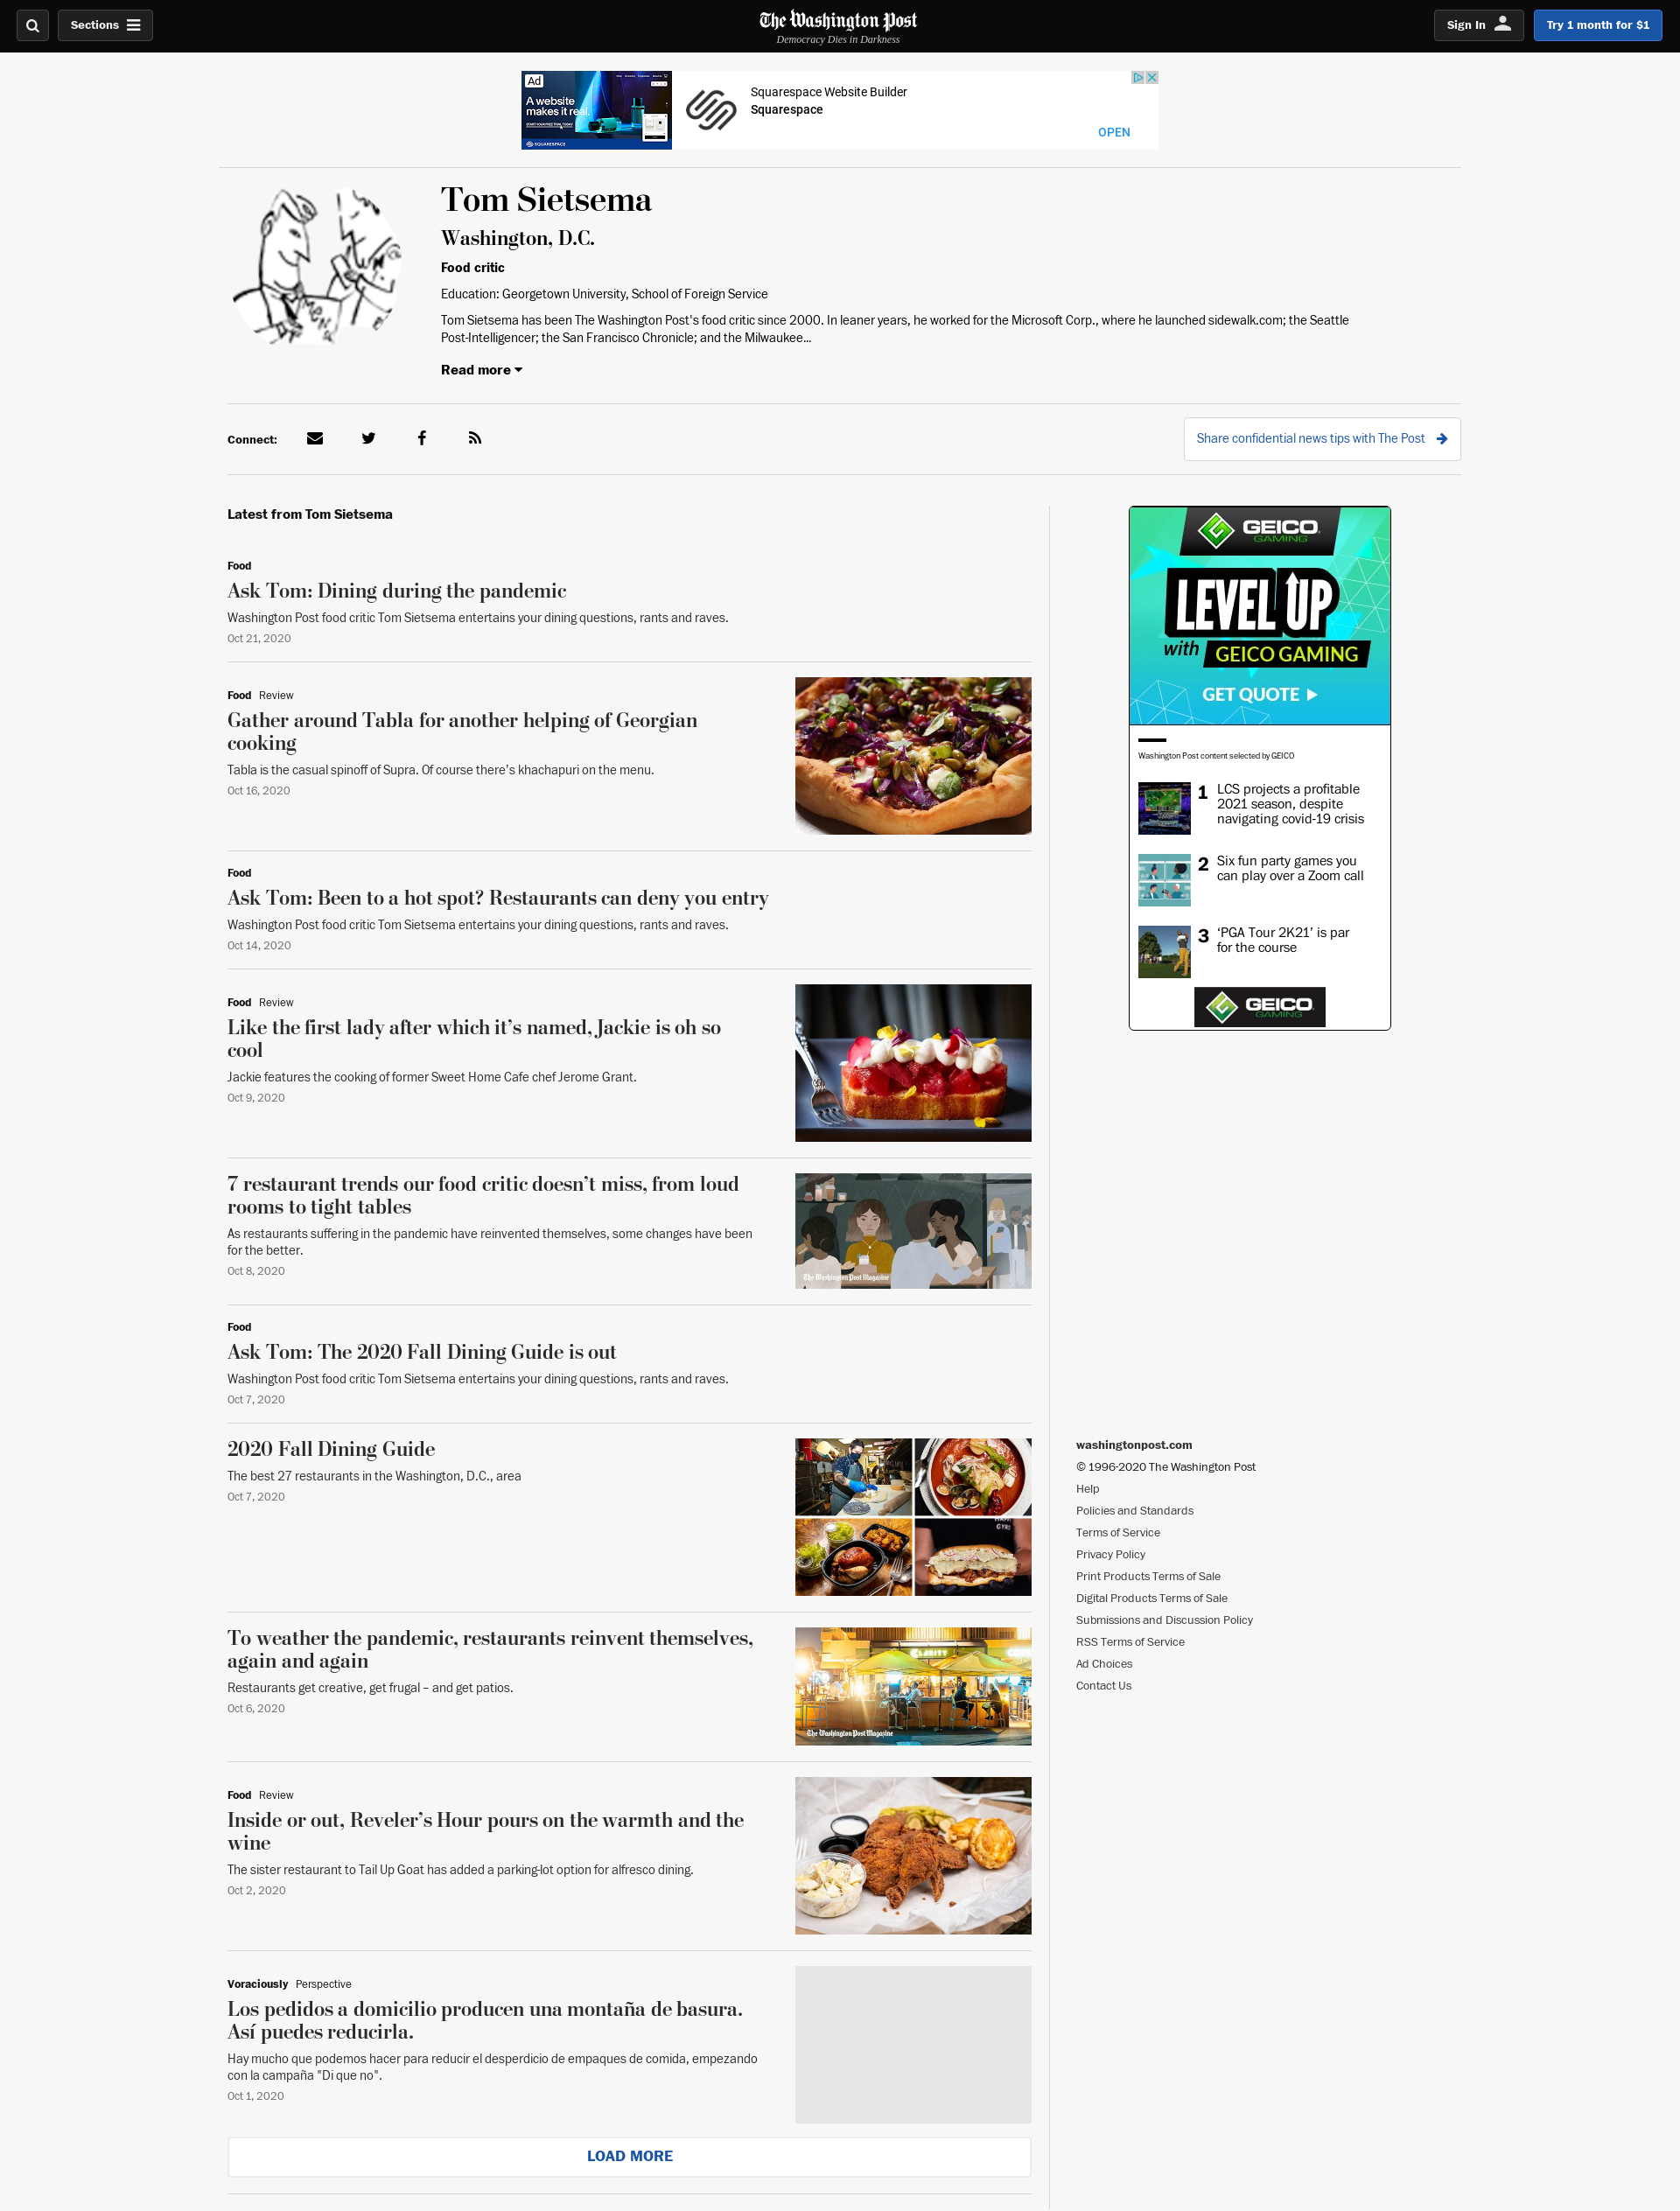 Sections
The Washington Post
Democracy Dies in Darkness
Sign In
Try 1 month for $1
Ad
A website
makes it real.
SQUARESPACE
Squarespace Website Builder
Squarespace
OPEN
Tom Sietsema
Washington, D.C.
Food critic
Education: Georgetown University, School of Foreign Service
Tom Sietsema has been The Washington Post's food critic since 2000. In leaner years, he worked for the Microsoft Corp., where he launched sidewalk.com; the Seattle
Post-Intelligencer; the San Francisco Chronicle; and the Milwaukee...
Read more
Connect:
Share confidential news tips with The Post
Latest from Tom Sietsema
Food
Ask Tom: Dining during the pandemic
Washington Post food critic Tom Sietsema entertains your dining questions, rants and raves.
Oct 21, 2020
Food Review
Gather around Tabla for another helping of Georgian
cooking
Tabla is the casual spinoff of Supra. Of course there’s khachapuri on the menu.
Oct 16, 2020
Food
Ask Tom: Been to a hot spot? Restaurants can deny you entry
Washington Post food critic Tom Sietsema entertains your dining questions, rants and raves.
Oct 14, 2020
Food Review
Like the first lady after which it’s named, Jackie is oh so
cool
Jackie features the cooking of former Sweet Home Cafe chef Jerome Grant.
Oct 9, 2020
7 restaurant trends our food critic doesn’t miss, from loud
rooms to tight tables
As restaurants suffering in the pandemic have reinvented themselves, some changes have been
for the better.
Oct 8, 2020
The Washington Post Magazine
Food
Ask Tom: The 2020 Fall Dining Guide is out
Washington Post food critic Tom Sietsema entertains your dining questions, rants and raves.
Oct 7, 2020
2020 Fall Dining Guide
The best 27 restaurants in the Washington, D.C., area
Oct 7, 2020
To weather the pandemic, restaurants reinvent themselves,
again and again
Restaurants get creative, get frugal – and get patios.
Oct 6, 2020
CLARITY
The Washington Post Magazine
Food Review
Inside or out, Reveler’s Hour pours on the warmth and the
wine
The sister restaurant to Tail Up Goat has added a parking-lot option for alfresco dining.
Oct 2, 2020
Voraciously Perspective
Los pedidos a domicilio producen una montaña de basura.
Así puedes reducirla.
Hay mucho que podemos hacer para reducir el desperdicio de empaques de comida, empezando
con la campaña "Di que no".
Oct 1, 2020
LOAD MORE
GEICO
GAMING
LEVEL UP
with GEICO GAMING
GET QUOTE
Washington Post content selected by GEICO
1 LCS projects a profitable
2021 season, despite
navigating covid-19 crisis
2 Six fun party games you
can play over a Zoom call
3 ‘PGA Tour 2K21’ is par
for the course
GEICO
GAMING
washingtonpost.com
© 1996-2020 The Washington Post
Help
Policies and Standards
Terms of Service
Privacy Policy
Print Products Terms of Sale
Digital Products Terms of Sale
Submissions and Discussion Policy
RSS Terms of Service
Ad Choices
Contact Us